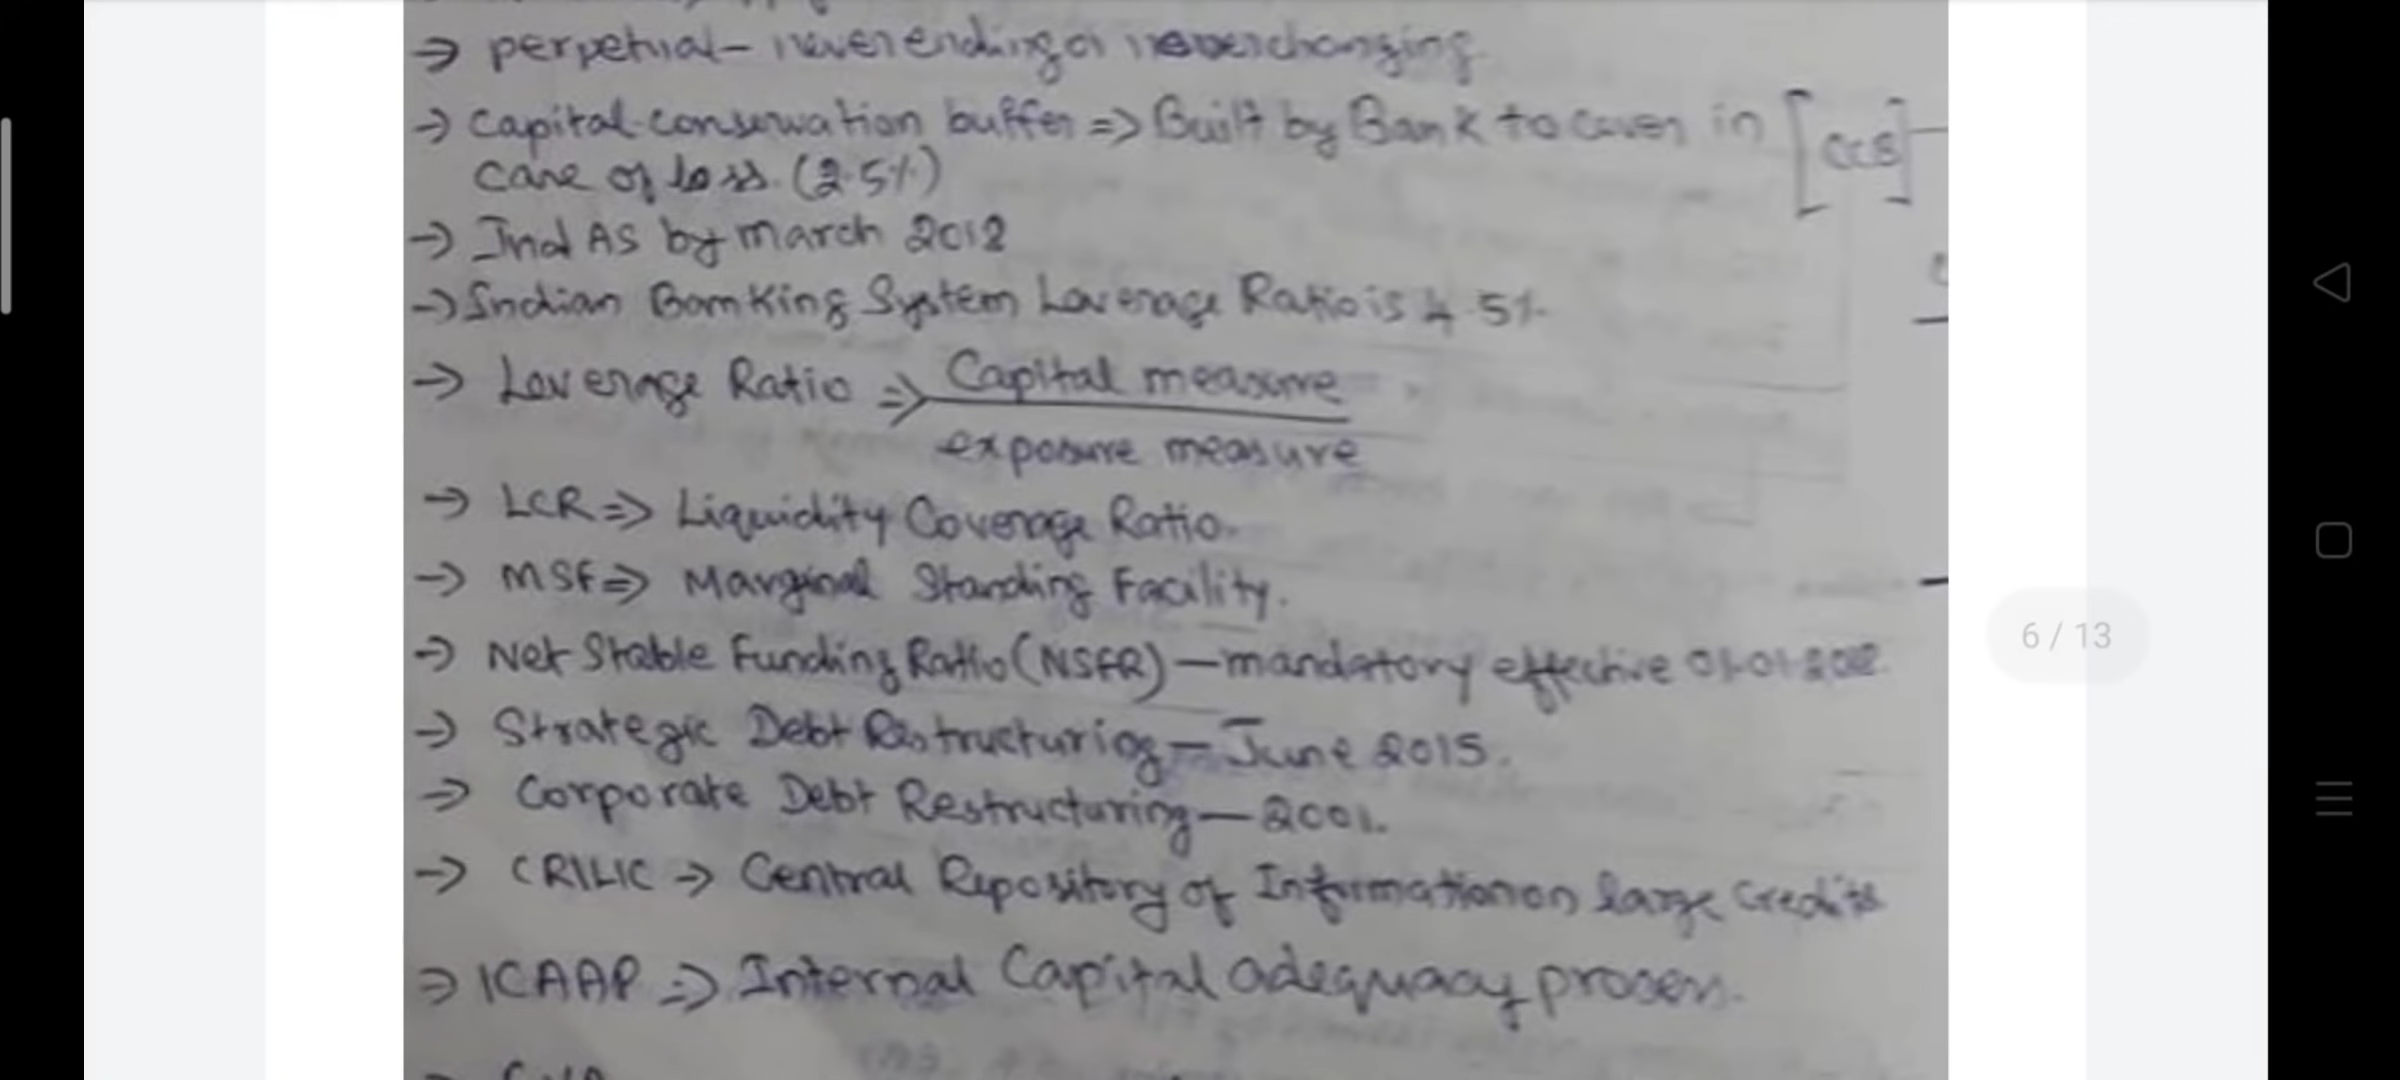 → perpetual – never ending or never changing
→ Capital conservation buffer ⇒ Built by Bank to cover in [CCB]
case of loss. (2.5%)
→ Ind AS by march 2018
→ Indian Banking System Leverage Ratio is 4.5%
→ Leverage Ratio ⇒ Capital measure
exposure measure
→ LCR ⇒ Liquidity Coverage Ratio.
→ MSF ⇒ Marginal Standing Facility.
→ Net Stable Funding Ratio (NSFR) – mandatory effective
→ Strategic Debt Restructuring – June 2015.
→ Corporate Debt Restructuring – 2001.
→ CRILIC → Central Repository of Information on large Credits
⇒ ICAAP ⇒ Internal Capital adequacy process.
6 / 13